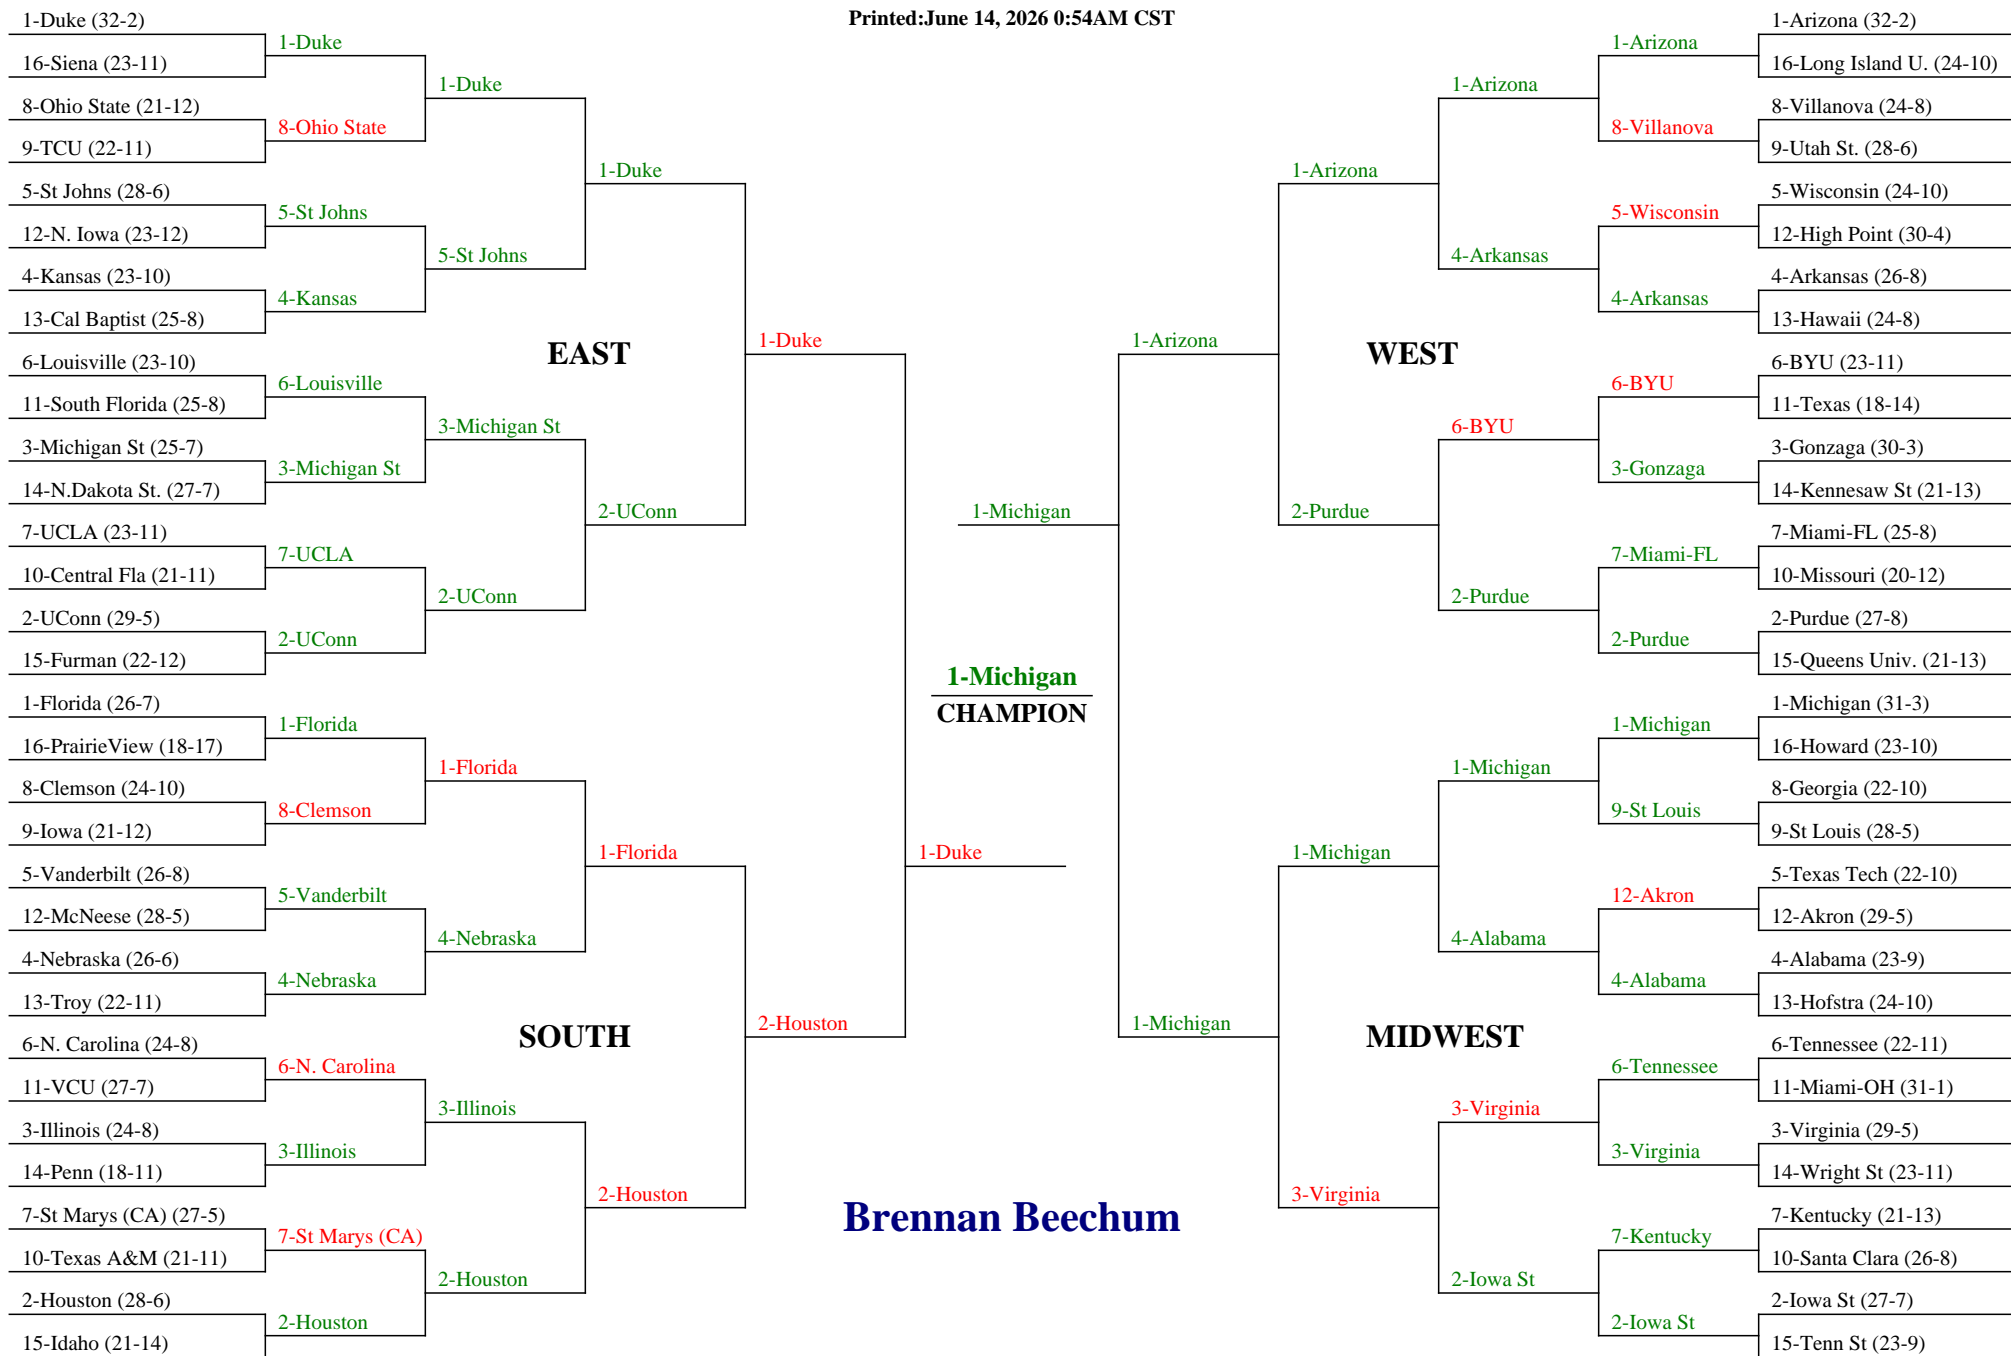 Printed:June 14, 2026 0:54AM CST
1-Duke (32-2)
16-Siena (23-11)
8-Ohio State (21-12)
9-TCU (22-11)
5-St Johns (28-6)
12-N. Iowa (23-12)
4-Kansas (23-10)
13-Cal Baptist (25-8)
6-Louisville (23-10)
11-South Florida (25-8)
3-Michigan St (25-7)
14-N.Dakota St. (27-7)
7-UCLA (23-11)
10-Central Fla (21-11)
2-UConn (29-5)
15-Furman (22-12)
1-Florida (26-7)
16-PrairieView (18-17)
8-Clemson (24-10)
9-Iowa (21-12)
5-Vanderbilt (26-8)
12-McNeese (28-5)
4-Nebraska (26-6)
13-Troy (22-11)
6-N. Carolina (24-8)
11-VCU (27-7)
3-Illinois (24-8)
14-Penn (18-11)
7-St Marys (CA) (27-5)
10-Texas A&M (21-11)
2-Houston (28-6)
15-Idaho (21-14)
1-Duke
8-Ohio State
5-St Johns
4-Kansas
6-Louisville
3-Michigan St
7-UCLA
2-UConn
1-Florida
8-Clemson
5-Vanderbilt
4-Nebraska
6-N. Carolina
3-Illinois
7-St Marys (CA)
2-Houston
1-Duke
5-St Johns
3-Michigan St
2-UConn
1-Florida
4-Nebraska
3-Illinois
2-Houston
1-Duke
2-UConn
1-Florida
2-Houston
EAST
SOUTH
1-Duke
2-Houston
1-Duke
1-Michigan
1-Michigan
CHAMPION
Brennan Beechum
1-Arizona
1-Michigan
WEST
MIDWEST
1-Arizona
2-Purdue
1-Michigan
3-Virginia
1-Arizona
4-Arkansas
6-BYU
2-Purdue
1-Michigan
4-Alabama
3-Virginia
2-Iowa St
1-Arizona
8-Villanova
5-Wisconsin
4-Arkansas
6-BYU
3-Gonzaga
7-Miami-FL
2-Purdue
1-Michigan
9-St Louis
12-Akron
4-Alabama
6-Tennessee
3-Virginia
7-Kentucky
2-Iowa St
1-Arizona (32-2)
16-Long Island U. (24-10)
8-Villanova (24-8)
9-Utah St. (28-6)
5-Wisconsin (24-10)
12-High Point (30-4)
4-Arkansas (26-8)
13-Hawaii (24-8)
6-BYU (23-11)
11-Texas (18-14)
3-Gonzaga (30-3)
14-Kennesaw St (21-13)
7-Miami-FL (25-8)
10-Missouri (20-12)
2-Purdue (27-8)
15-Queens Univ. (21-13)
1-Michigan (31-3)
16-Howard (23-10)
8-Georgia (22-10)
9-St Louis (28-5)
5-Texas Tech (22-10)
12-Akron (29-5)
4-Alabama (23-9)
13-Hofstra (24-10)
6-Tennessee (22-11)
11-Miami-OH (31-1)
3-Virginia (29-5)
14-Wright St (23-11)
7-Kentucky (21-13)
10-Santa Clara (26-8)
2-Iowa St (27-7)
15-Tenn St (23-9)